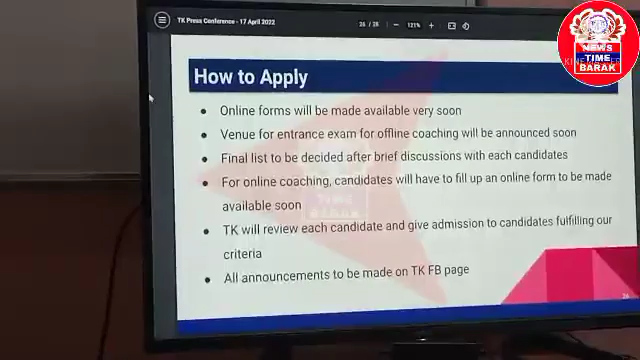 TK Press Conference - 17 April 2022
26 / 28
121%
NEWS
TIME
BARAK
How to Apply
Online forms will be made available very soon
Venue for entrance exam for offline coaching will be announced soon
Final list to be decided after brief discussions with each candidates
For online coaching, candidates will have to fill up an online form to be made
available soon
TK will review each candidate and give admission to candidates fulfilling our
criteria
All announcements to be made on TK FB page
TIME
BARAK
26